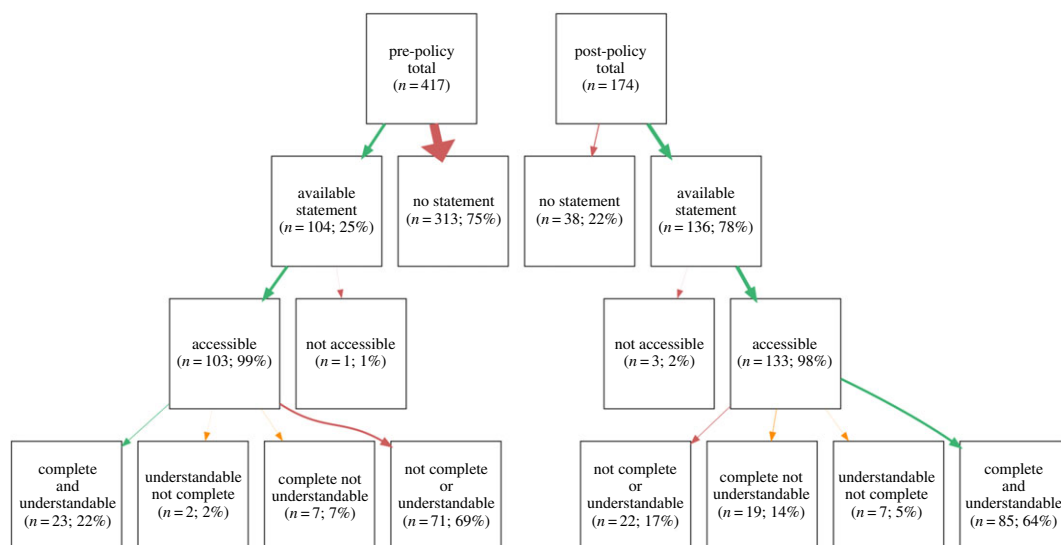 pre-policy
total
(n = 417)
post-policy
total
(n = 174)
available
statement
(n = 104; 25%)
no statement
(n = 313; 75%)
no statement
(n = 38; 22%)
available
statement
(n = 136; 78%)
accessible
(n = 103; 99%)
not accessible
(n = 1; 1%)
not accessible
(n = 3; 2%)
accessible
(n = 133; 98%)
complete
and
understandable
(n = 23; 22%)
understandable
not complete
(n = 2; 2%)
complete not
understandable
(n = 7; 7%)
not complete
or
understandable
(n = 71; 69%)
not complete
or
understandable
(n = 22; 17%)
complete not
understandable
(n = 19; 14%)
understandable
not complete
(n = 7; 5%)
complete
and
understandable
(n = 85; 64%)